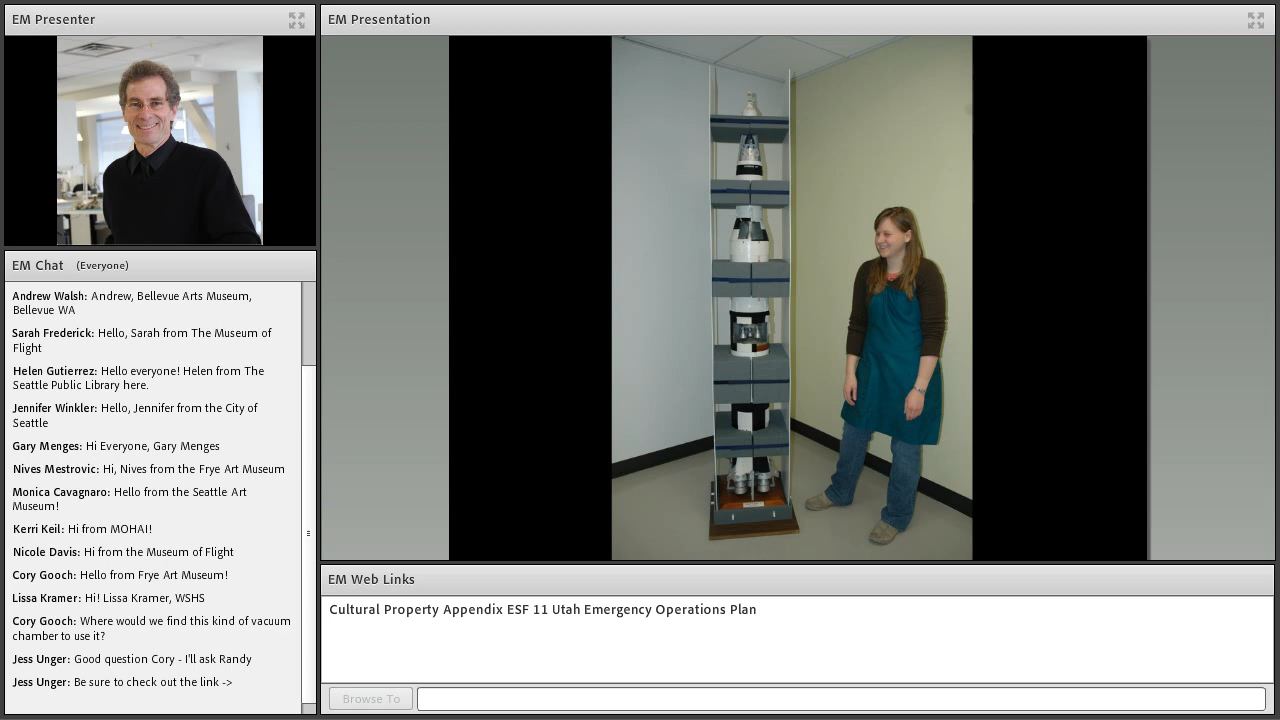 EM Presenter
EM Presentation
EM Chat (Everyone)
Andrew Walsh: Andrew, Bellevue Arts Museum,
Bellevue WA
Sarah Frederick: Hello, Sarah from The Museum of
Flight
Helen Gutierrez: Hello everyone! Helen from The
Seattle Public Library here.
Jennifer Winkler: Hello, Jennifer from the City of
Seattle
Gary Menges: Hi Everyone, Gary Menges
Nives Mestrovic: Hi, Nives from the Frye Art Museum
Monica Cavagnaro: Hello from the Seattle Art
Museum!
Kerri Keil: Hi from MOHAI!
Nicole Davis: Hi from the Museum of Flight
Cory Gooch: Hello from Frye Art Museum!
Lissa Kramer: Hi! Lissa Kramer, WSHS
Cory Gooch: Where would we find this kind of vacuum
chamber to use it?
Jess Unger: Good question Cory - I'll ask Randy
Jess Unger: Be sure to check out the link ->
EM Web Links
Cultural Property Appendix ESF 11 Utah Emergency Operations Plan
Browse To